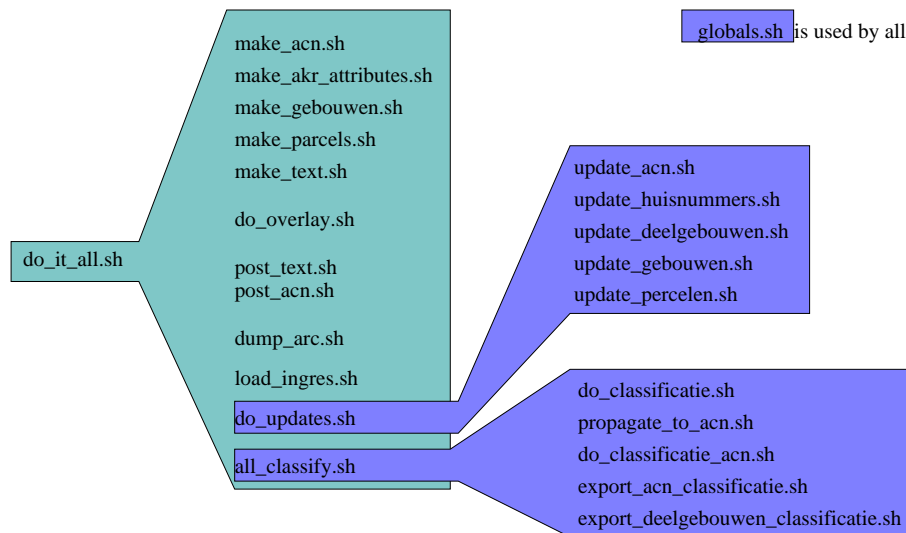 globals.sh is used by all
do_it_all.sh
make_acn.sh
make_akr_attributes.sh
make_gebouwen.sh
make_parcels.sh
make_text.sh
do_overlay.sh
post_text.sh
post_acn.sh
dump_arc.sh
load_ingres.sh
do_updates.sh
all_classify.sh
update_acn.sh
update_huisnummers.sh
update_deelgebouwen.sh
update_gebouwen.sh
update_percelen.sh
do_classificatie.sh
propagate_to_acn.sh
do_classificatie_acn.sh
export_acn_classificatie.sh
export_deelgebouwen_classificatie.sh